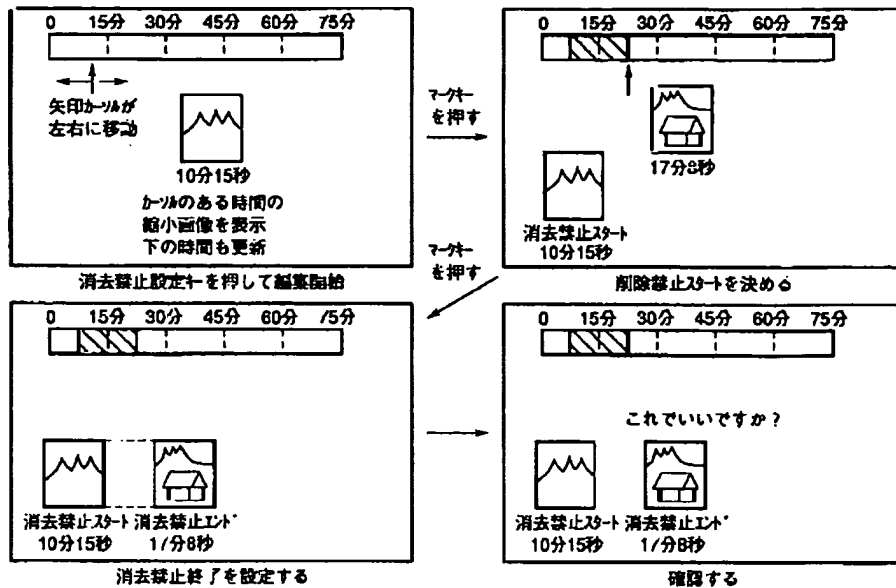 0 15分 30分 45分 60分 75分
矢印カーソルが
左右に移動
10分15秒
カーソルのある時間の
縮小画像を表示
下の時間も更新
消去禁止設定キーを押して編集開始
マークキー
を押す
0 15分 30分 45分 60分 75分
17分8秒
消去禁止スタート
10分15秒
削除禁止スタートを決める
マークキー
を押す
0 15分 30分 45分 60分 75分
消去禁止スタート 消去禁止エンド
10分15秒 17分8秒
消去禁止終了を設定する
0 15分 30分 45分 60分 75分
これでいいですか?
消去禁止スタート 消去禁止エンド
10分15秒 17分8秒
確認する